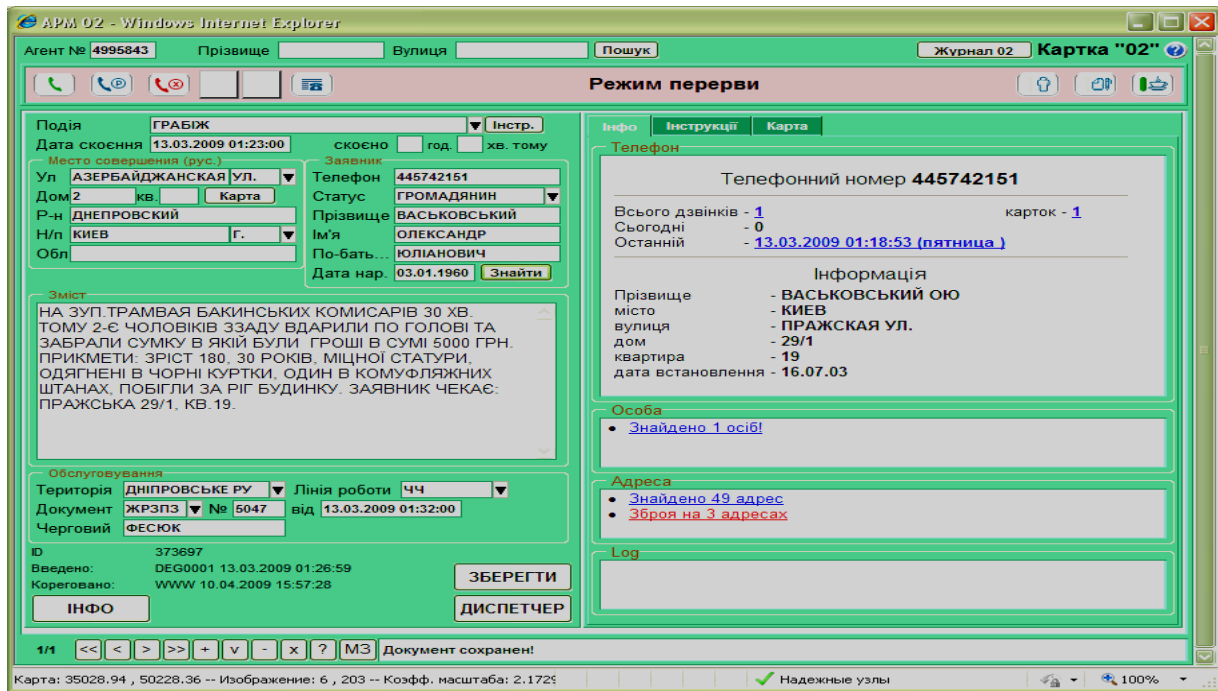 АРМ 02 - Windows Internet Explorer
Агент № 4995843 Прізвище Вулиця Пошук Журнал 02 Картка "02" ?
Режим перерви
Подія ГРАБІЖ Інстр.
Дата скоєння 13.03.2009 01:23:00 скоєно год. хв. тому
Место совершения (рус.)
Ул АЗЕРБАЙДЖАНСКАЯ УЛ.
Дом 2 кв. Карта
Р-н ДНЕПРОВСКИЙ
Н/п КИЕВ Г.
Обл
Заявник
Телефон 445742151
Статус ГРОМАДЯНИН
Прізвище ВАСЬКОВСЬКИЙ
Ім'я ОЛЕКСАНДР
По-бать... ЮЛІАНОВИЧ
Дата нар. 03.01.1960 Знайти
Зміст
НА ЗУП.ТРАМВАЯ БАКИНСЬКИХ КОМИСАРІВ 30 ХВ.
ТОМУ 2-Є ЧОЛОВІКІВ ЗЗАДУ ВДАРИЛИ ПО ГОЛОВІ ТА
ЗАБРАЛИ СУМКУ В ЯКІЙ БУЛИ ГРОШІ В СУМІ 5000 ГРН.
ПРИКМЕТИ: ЗРІСТ 180, 30 РОКІВ, МІЦНОЇ СТАТУРИ,
ОДЯГНЕНІ В ЧОРНІ КУРТКИ, ОДИН В КОМУФЛЯЖНИХ
ШТАНАХ, ПОБІГЛИ ЗА РІГ БУДИНКУ. ЗАЯВНИК ЧЕКАЄ:
ПРАЖСЬКА 29/1, КВ.19.
Обслуговування
Територія ДНІПРОВСЬКЕ РУ Лінія роботи ЧЧ
Документ ЖРЗПЗ № 5047 від 13.03.2009 01:32:00
Черговий ФЕСЮК
ID 373697
Введено: DEG0001 13.03.2009 01:26:59
Кореговано: WWW 10.04.2009 15:57:28
ЗБЕРЕГТИ
ІНФО ДИСПЕТЧЕР
Інфо Інструкції Карта
Телефон
Телефонний номер 445742151
Всього дзвінків - 1 карток - 1
Сьогодні - 0
Останній - 13.03.2009 01:18:53 (пятница )
Інформація
Прізвище - ВАСЬКОВСЬКИЙ ОЮ
місто - КИЕВ
вулиця - ПРАЖСКАЯ УЛ.
дом - 29/1
квартира - 19
дата встановлення - 16.07.03
Особа
Знайдено 1 осіб!
Адреса
Знайдено 49 адрес
Зброя на 3 адресах
Log
1/1 << < > >> + v - x ? МЗ Документ сохранен!
Карта: 35028.94 , 50228.36 -- Изображение: 6 , 203 -- Коэфф. масштаба: 2.1729 Надежные узлы 100%